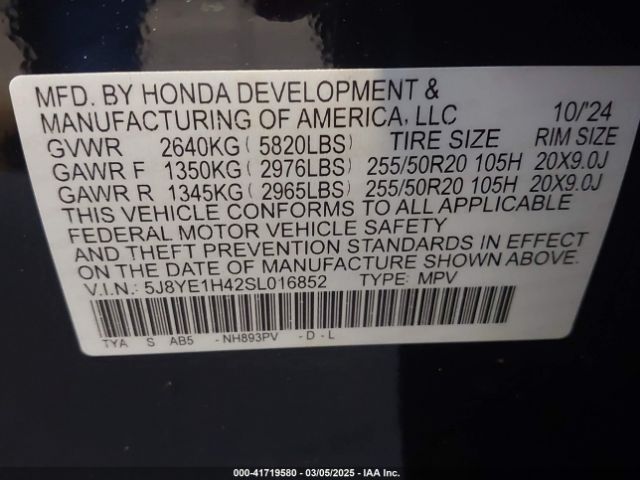 MFD. BY HONDA DEVELOPMENT &
MANUFACTURING OF AMERICA, LLC 10/'24
GVWR 2640KG ( 5820LBS) TIRE SIZE RIM SIZE
GAWR F 1350KG ( 2976LBS) 255/50R20 105H 20X9.0J
GAWR R 1345KG ( 2965LBS) 255/50R20 105H 20X9.0J
THIS VEHICLE CONFORMS TO ALL APPLICABLE
FEDERAL MOTOR VEHICLE SAFETY
AND THEFT PREVENTION STANDARDS IN EFFECT
ON THE DATE OF MANUFACTURE SHOWN ABOVE.
V.I.N.: 5J8YE1H42SL016852 TYPE: MPV
TYA S AB5 - NH893PV - D - L
000-41719580 - 03/05/2025 - IAA Inc.